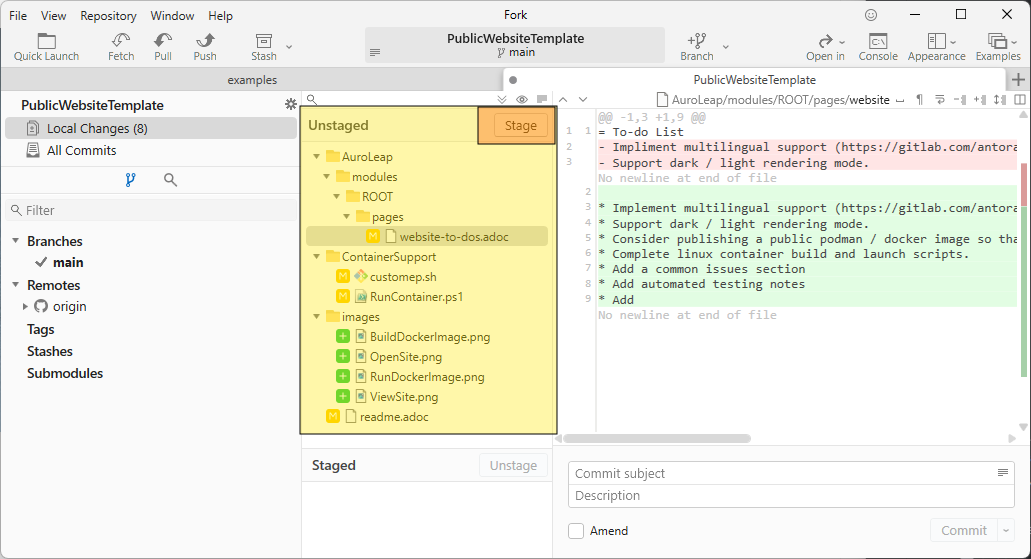 File View Repository Window Help
Fork
Quick Launch Fetch Pull Push Stash
PublicWebsiteTemplate
main
Branch Open in Console Appearance Examples
examples
PublicWebsiteTemplate
PublicWebsiteTemplate
Local Changes (8)
All Commits
Filter
Branches
main
Remotes
origin
Tags
Stashes
Submodules
Unstaged Stage
AuroLeap
modules
ROOT
pages
M website-to-dos.adoc
ContainerSupport
M customep.sh
M RunContainer.ps1
images
+ BuildDockerImage.png
+ OpenSite.png
+ RunDockerImage.png
+ ViewSite.png
M readme.adoc
Staged Unstage
AuroLeap/modules/ROOT/pages/website
@@ -1,3 +1,9 @@
1 1 = To-do List
2 - Impliment multilingual support (https://gitlab.com/antora
3 - Support dark / light rendering mode.
No newline at end of file
2
3 * Implement multilingual support (https://gitlab.com/antora
4 * Support dark / light rendering mode.
5 * Consider publishing a public podman / docker image so tha
6 * Complete linux container build and launch scripts.
7 * Add a common issues section
8 * Add automated testing notes
9 * Add
No newline at end of file
Commit subject
Description
Amend Commit